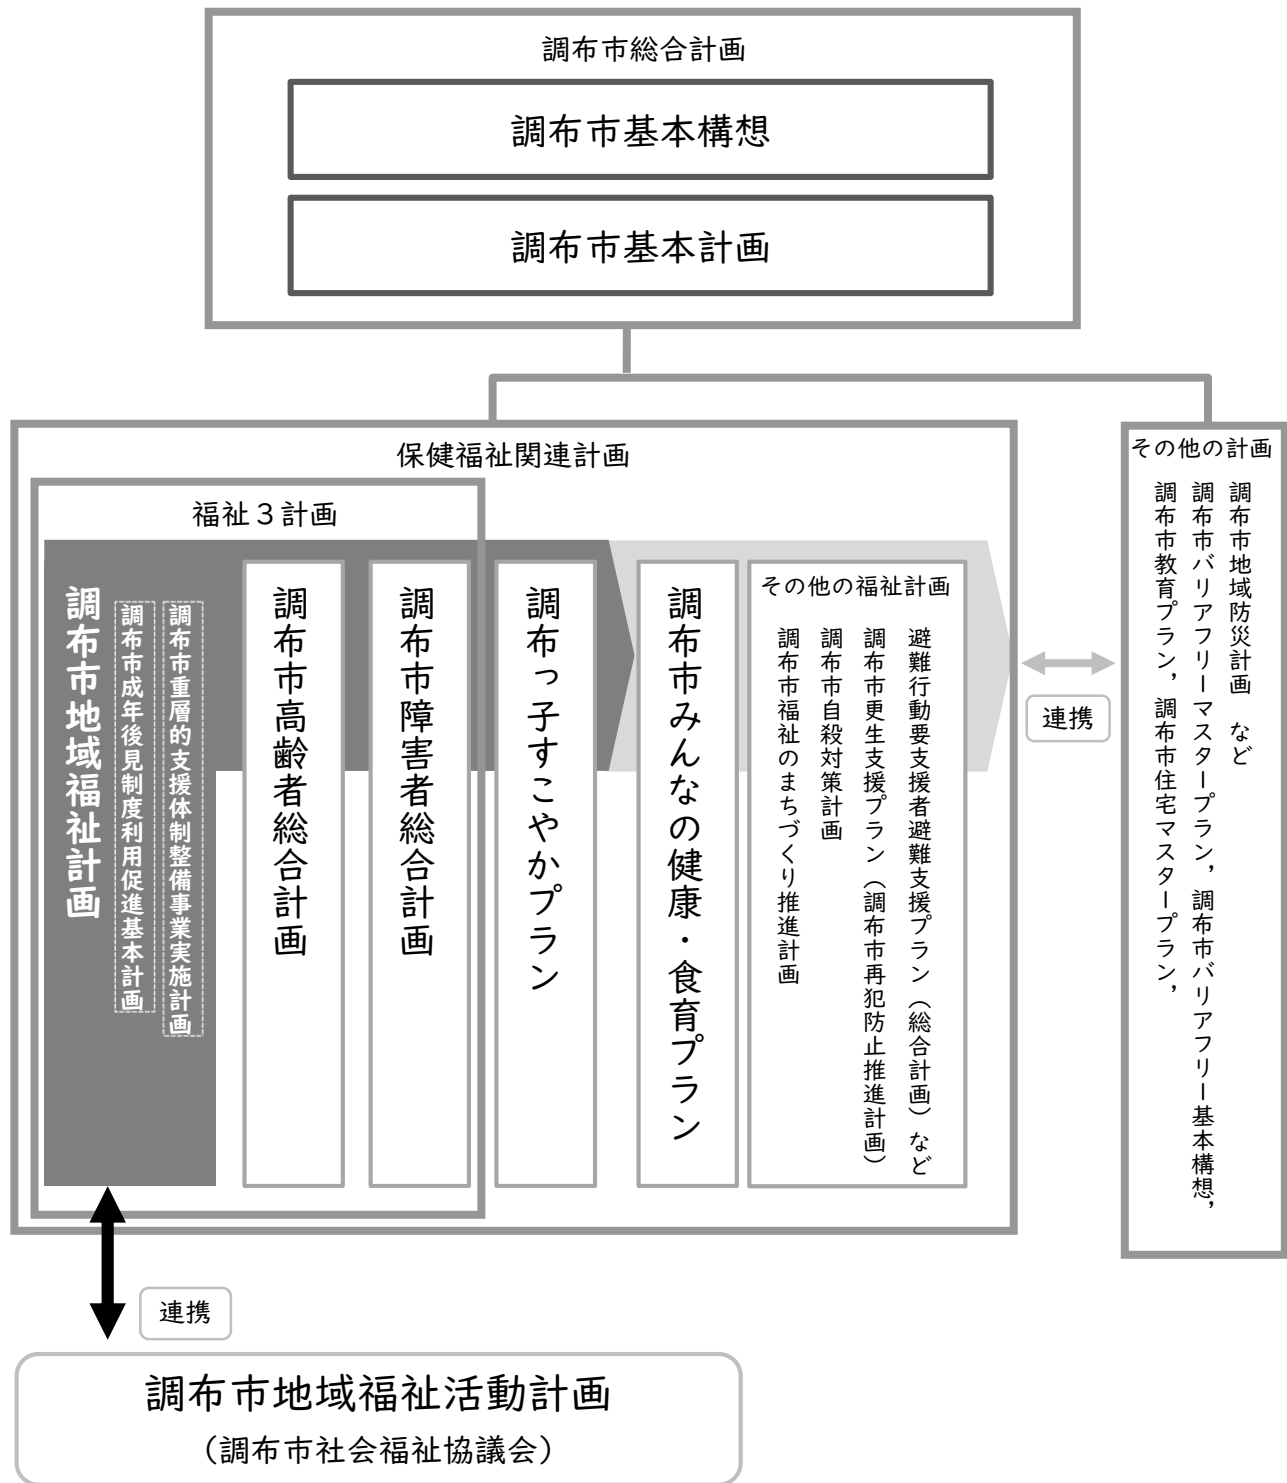 調布市総合計画
調布市基本構想
調布市基本計画
保健福祉関連計画
福祉３計画
調布市地域福祉計画
調布市成年後見制度利用促進基本計画
調布市重層的支援体制整備事業実施計画
調布市高齢者総合計画
調布市障害者総合計画
調布っ子すこやかプラン
調布市みんなの健康・食育プラン
その他の福祉計画
避難行動要支援者避難支援プラン（総合計画）など
調布市更生支援プラン（調布市再犯防止推進計画）
調布市自殺対策計画
調布市福祉のまちづくり推進計画
連携
その他の計画
調布市地域防災計画　など
調布市バリアフリーマスタープラン，調布市バリアフリー基本構想，
調布市教育プラン，調布市住宅マスタープラン，
連携
調布市地域福祉活動計画
（調布市社会福祉協議会）